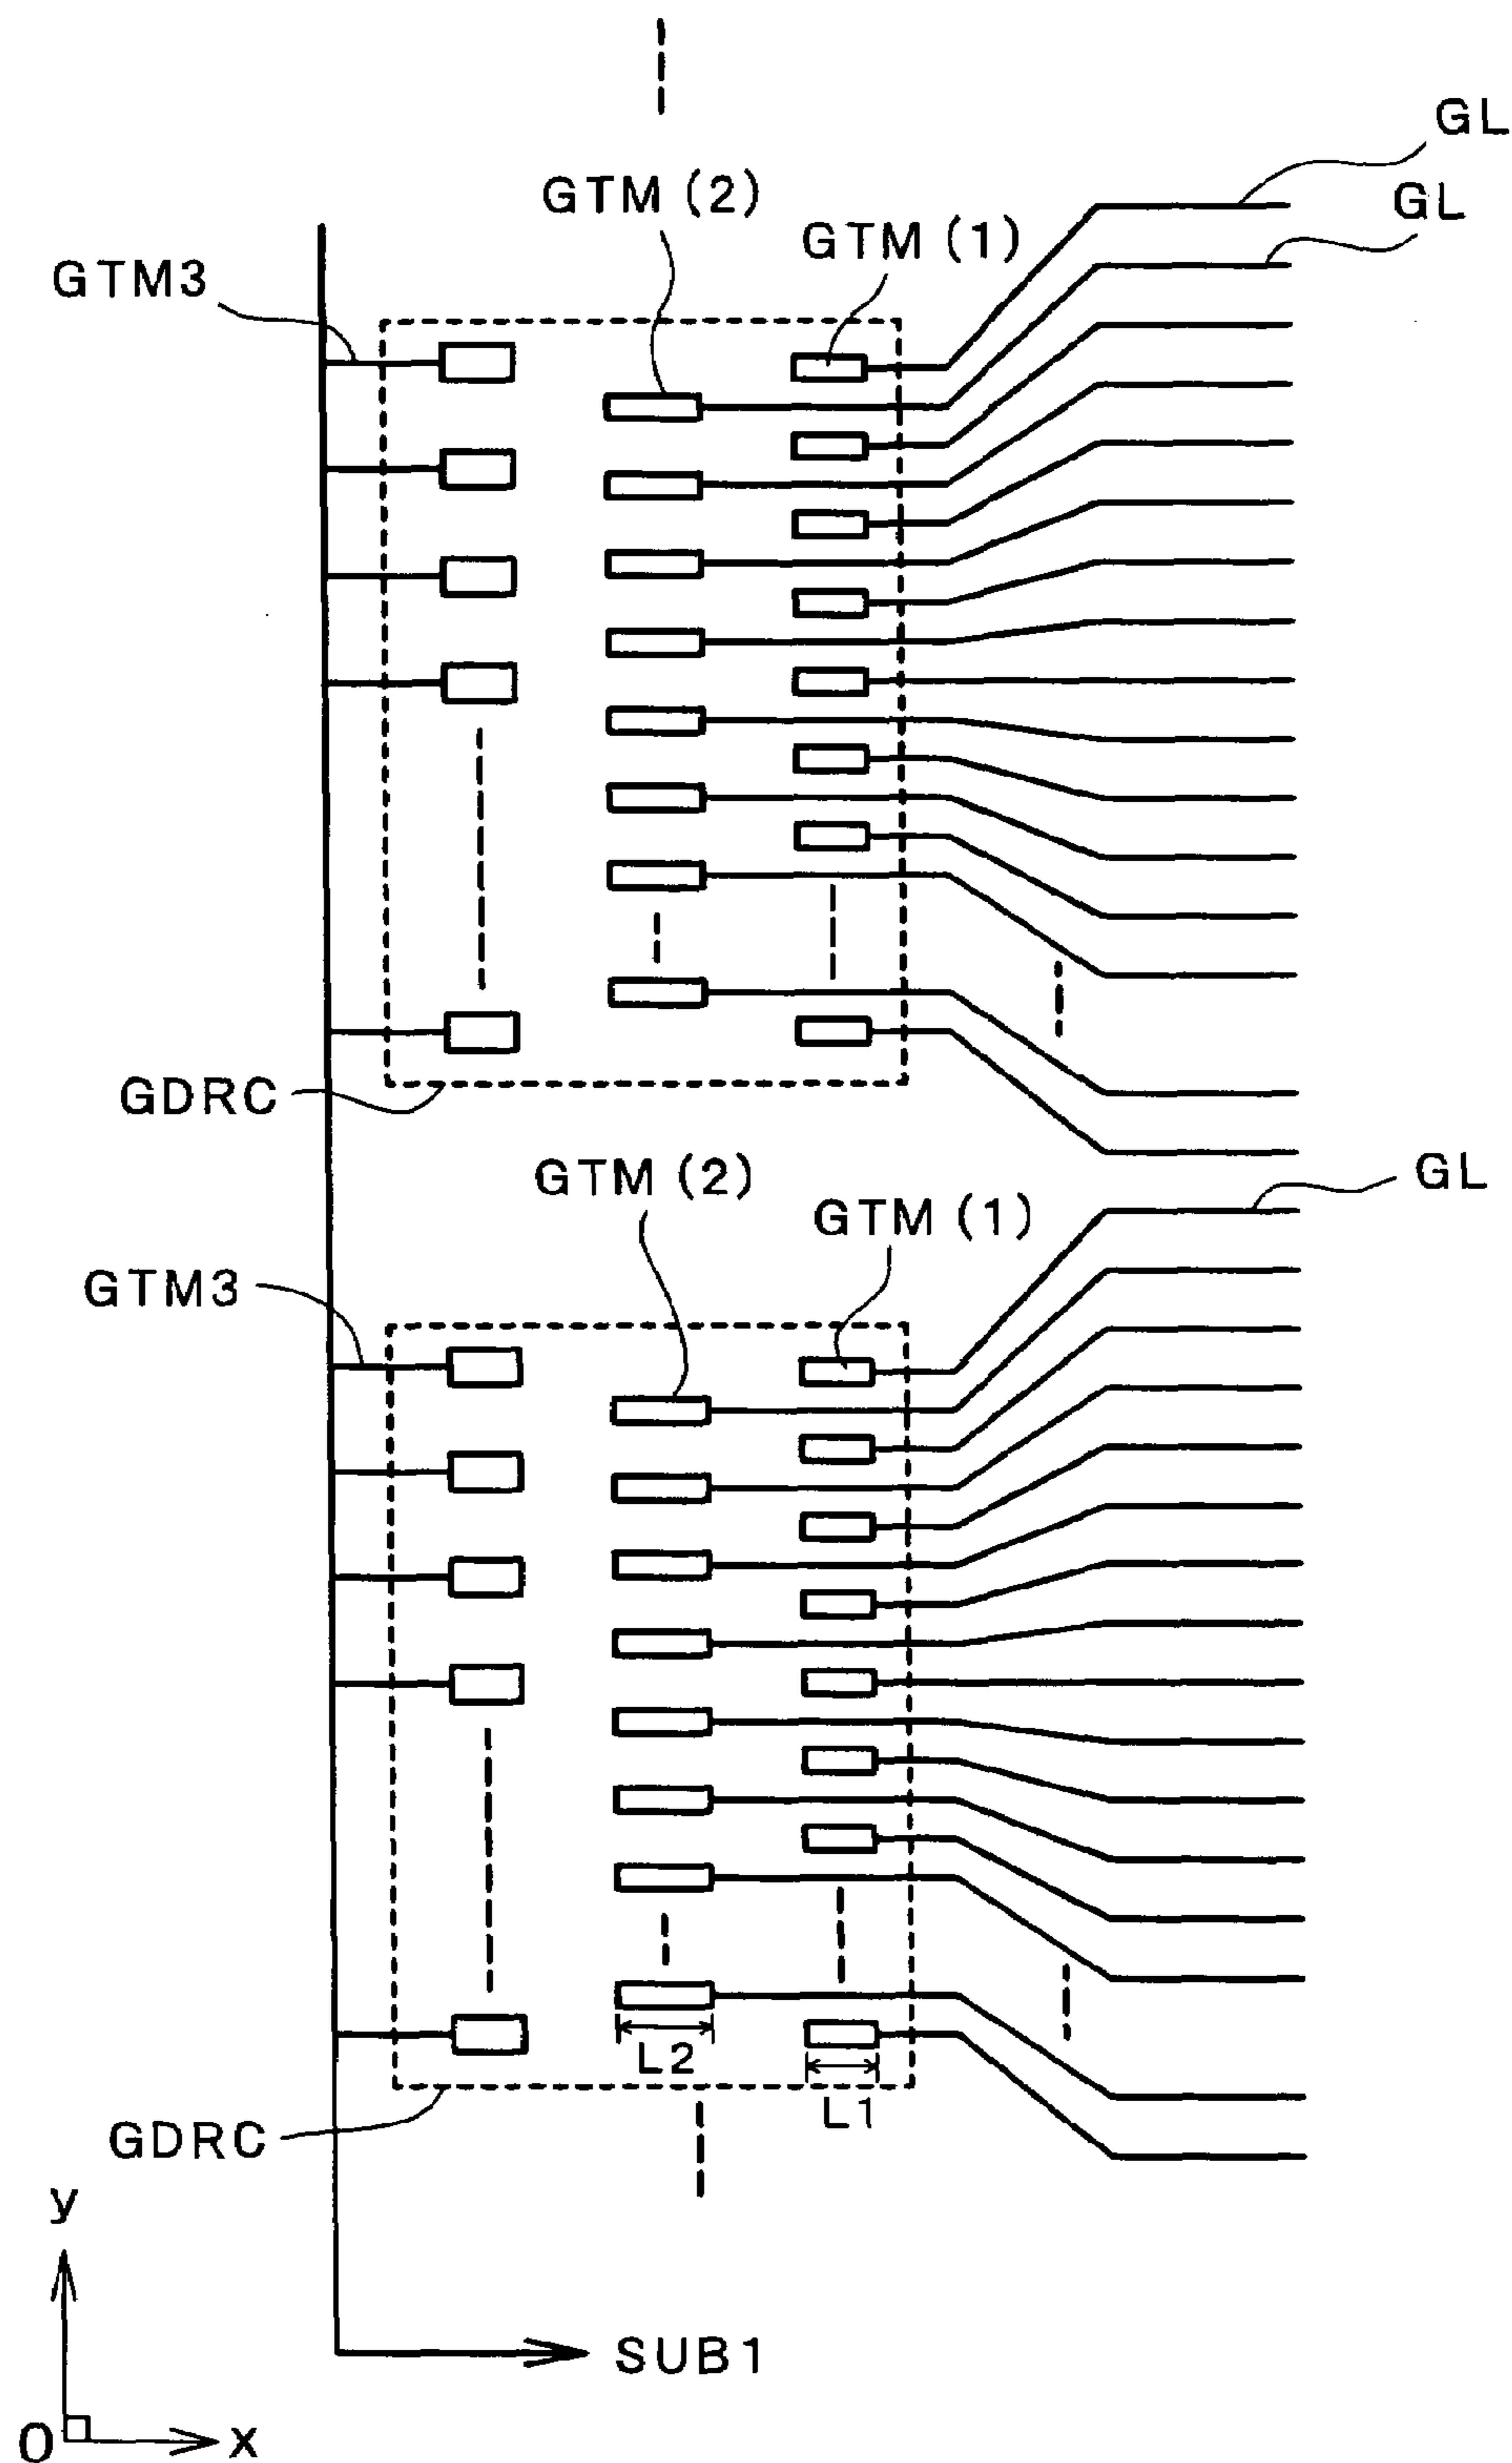 GL
GTM (2)
GL
GTM (1)
GTM3
GDRC
GTM (2)
GL
GTM (1)
GTM3
L2
L1
GDRC
y
SUB1
O
x